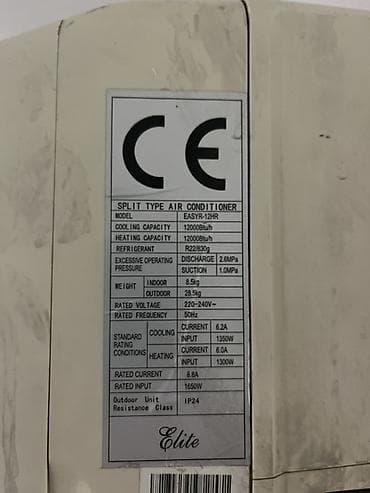 CE
SPLIT TYPE AIR CONDITIONER
MODEL EASYR-12HR
COOLING CAPACITY 12000Btu/h
HEATING CAPACITY 12000Btu/h
REFRIGERANT R22/830g
EXCESSIVE OPERATING PRESSURE DISCHARGE 2.6MPa
SUCTION 1.0MPa
WEIGHT INDOOR 8.5kg
OUTDOOR 28.5kg
RATED VOLTAGE 220-240V~
RATED FREQUENCY 50Hz
STANDARD RATING CONDITIONS COOLING CURRENT 6.2A
INPUT 1350W
HEATING CURRENT 6.0A
INPUT 1300W
RATED CURRENT 8.8A
RATED INPUT 1650W
Outdoor Unit Resistance Class IP24
Elite